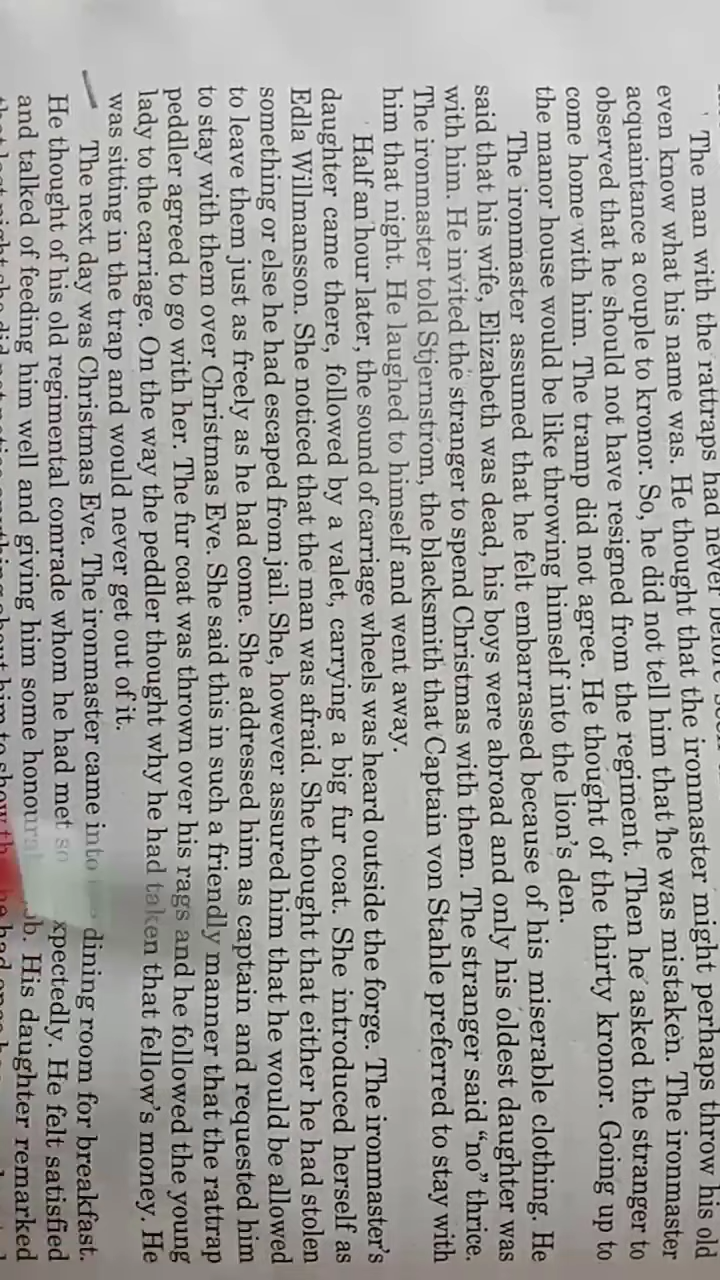 The man with the rattraps had never before
even know what his name was. He thought that the ironmaster might perhaps throw his old
acquaintance a couple to kronor. So, he did not tell him that he was mistaken. The ironmaster
observed that he should not have resigned from the regiment. Then he asked the stranger to
come home with him. The tramp did not agree. He thought of the thirty kronor. Going up to
the manor house would be like throwing himself into the lion's den.
The ironmaster assumed that he felt embarrassed because of his miserable clothing. He
said that his wife, Elizabeth was dead, his boys were abroad and only his oldest daughter was
with him. He invited the stranger to spend Christmas with them. The stranger said "no" thrice.
The ironmaster told Stjernstrom, the blacksmith that Captain von Stahle preferred to stay with
him that night. He laughed to himself and went away.
Half an hour later, the sound of carriage wheels was heard outside the forge. The ironmaster's
daughter came there, followed by a valet, carrying a big fur coat. She introduced herself as
Edla Willmansson. She noticed that the man was afraid. She thought that either he had stolen
something or else he had escaped from jail. She, however assured him that he would be allowed
to leave them just as freely as he had come. She addressed him as captain and requested him
to stay with them over Christmas Eve. She said this in such a friendly manner that the rattrap
peddler agreed to go with her. The fur coat was thrown over his rags and he followed the young
lady to the carriage. On the way the peddler thought why he had taken that fellow's money. He
was sitting in the trap and would never get out of it.
The next day was Christmas Eve. The ironmaster came into dining room for breakfast.
He thought of his old regimental comrade whom he had met so xpectedly. He felt satisfied
and talked of feeding him well and giving him some honoura b. His daughter remarked